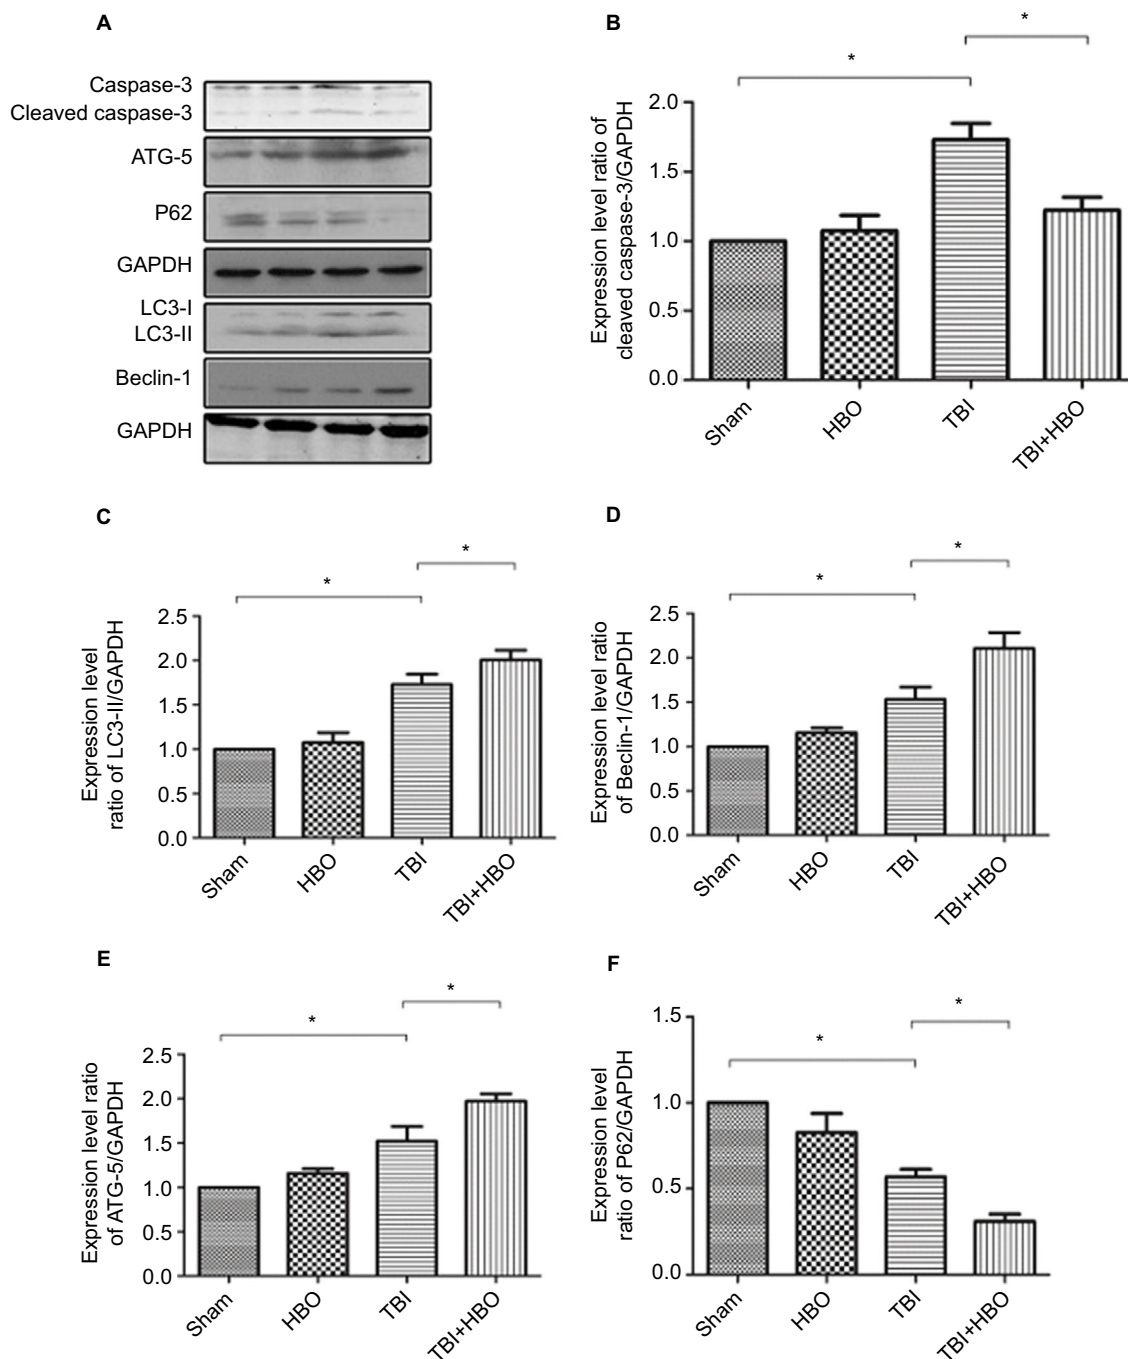 A
Caspase-3
Cleaved caspase-3
ATG-5
P62
GAPDH
LC3-I
LC3-II
Beclin-1
GAPDH
B
*
*
Expression level ratio of
cleaved caspase-3/GAPDH
2.0
1.5
1.0
0.5
0.0
Sham
HBO
TBI
TBI+HBO
C
*
*
Expression level
ratio of LC3-II/GAPDH
2.5
2.0
1.5
1.0
0.5
0.0
Sham
HBO
TBI
TBI+HBO
D
*
*
Expression level ratio
of Beclin-1/GAPDH
2.5
2.0
1.5
1.0
0.5
0.0
Sham
HBO
TBI
TBI+HBO
E
*
*
Expression level ratio
of ATG-5/GAPDH
2.5
2.0
1.5
1.0
0.5
0.0
Sham
HBO
TBI
TBI+HBO
F
*
*
Expression level
ratio of P62/GAPDH
1.5
1.0
0.5
0.0
Sham
HBO
TBI
TBI+HBO